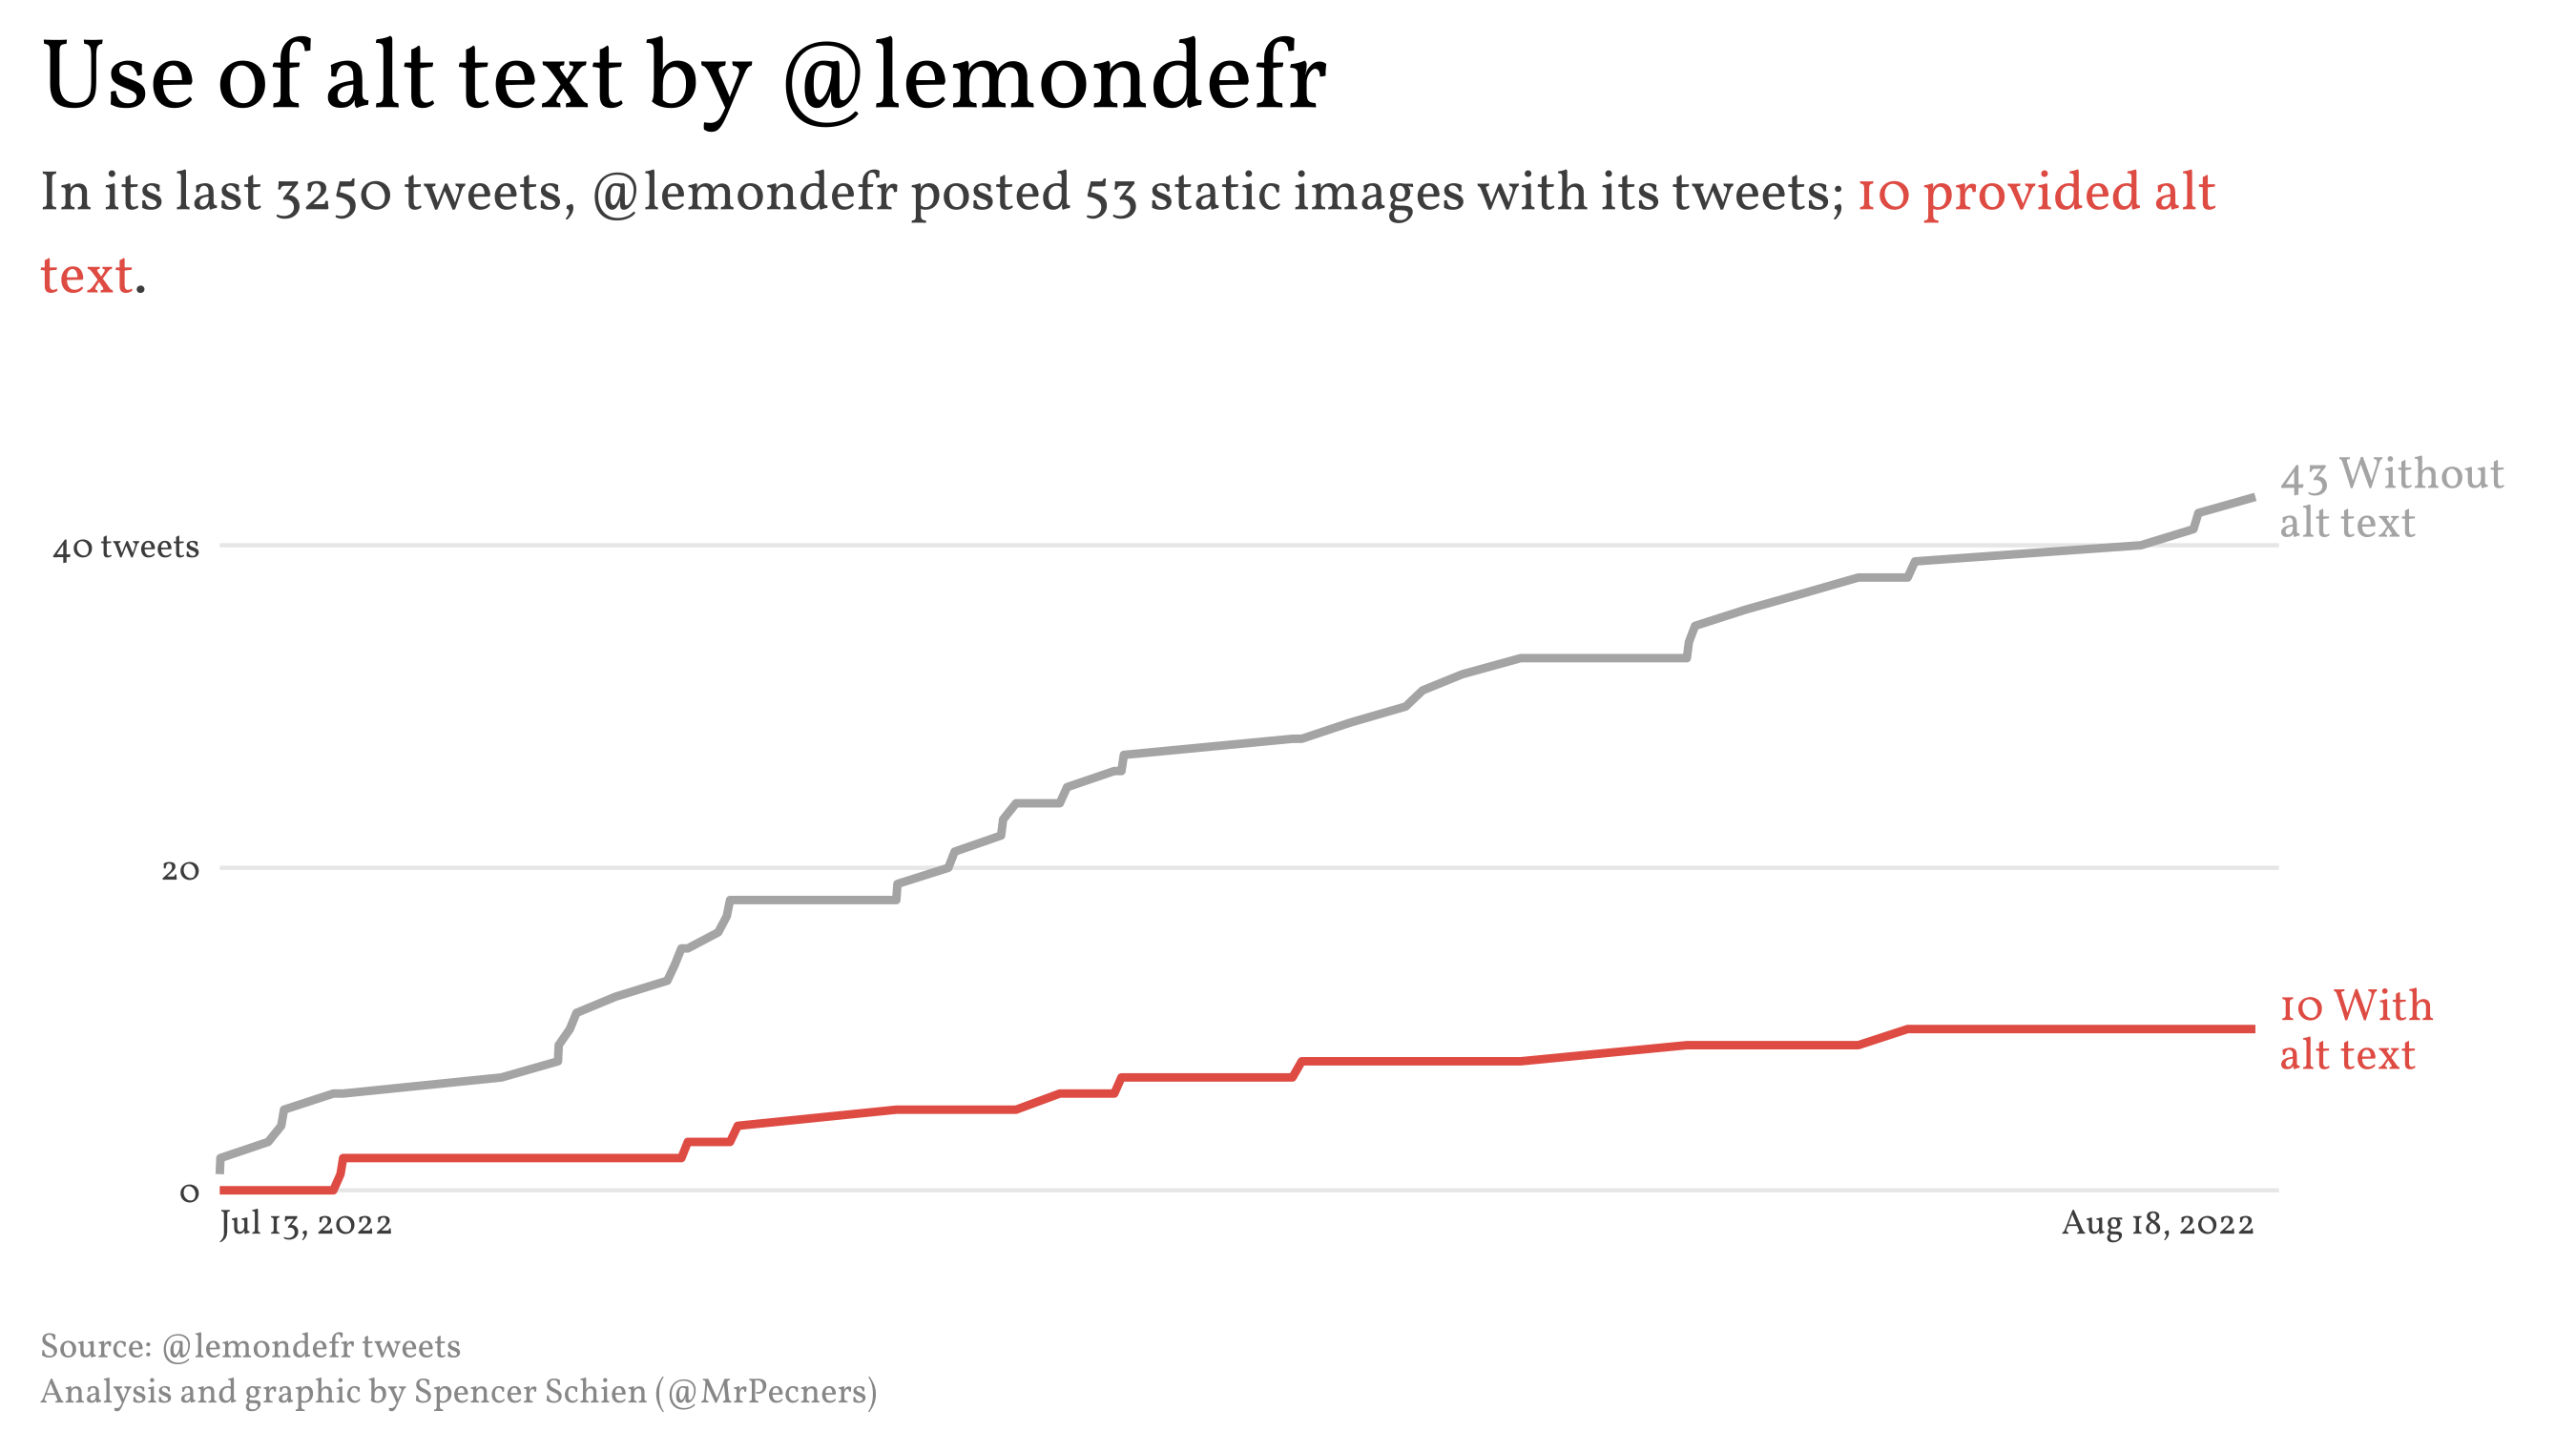 Use of alt text by @lemondefr
In its last 3250 tweets, @lemondefr posted 53 static images with its tweets; 10 provided alt
text.
43 Without
alt text
40 tweets
20
10 With
alt text
0
Jul 13, 2022
Aug 18, 2022
Source: @lemondefr tweets
Analysis and graphic by Spencer Schien (@MrPecners)